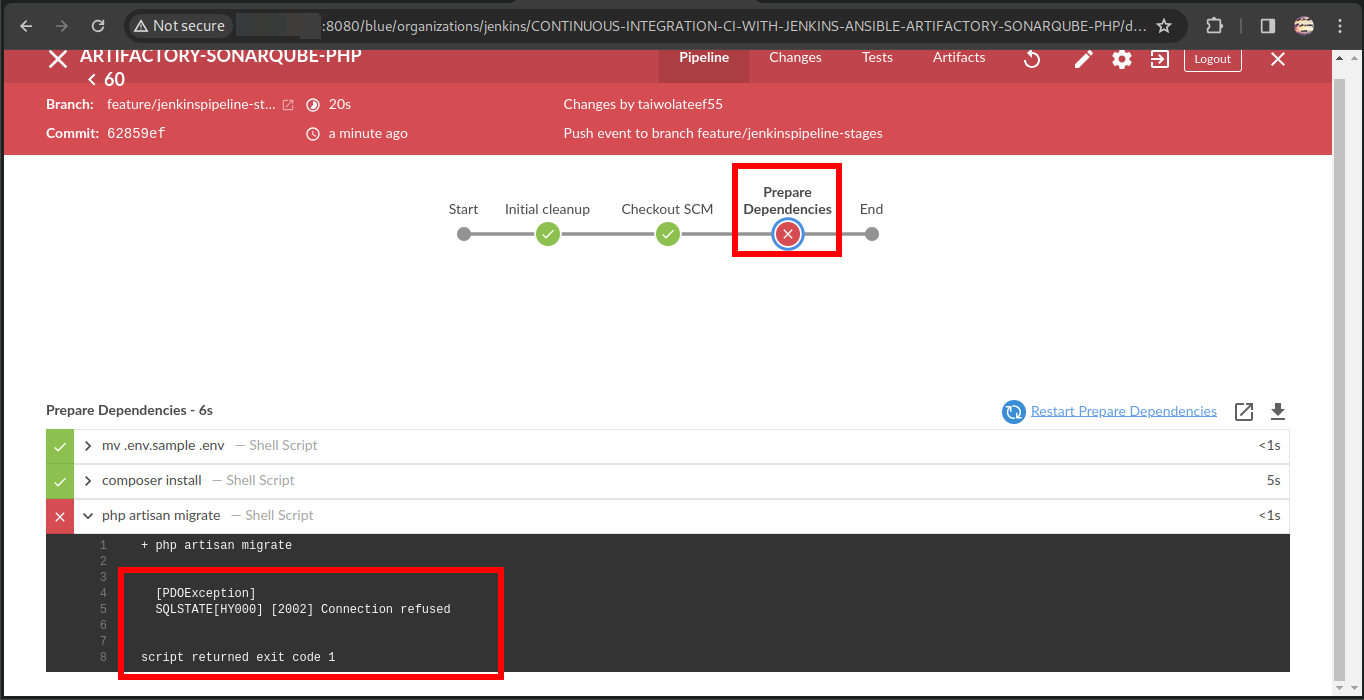 Not secure :8080/blue/organizations/jenkins/CONTINUOUS-INTEGRATION-CI-WITH-JENKINS-ANSIBLE-ARTIFACTORY-SONARQUBE-PHP/d...
ARTIFACTORY-SONARQUBE-PHP Pipeline Changes Tests Artifacts Logout
< 60
Branch: feature/jenkinspipeline-st... 20s Changes by taiwolateef55
Commit: 62859ef a minute ago Push event to branch feature/jenkinspipeline-stages
Start Initial cleanup Checkout SCM Prepare Dependencies End
Prepare Dependencies - 6s Restart Prepare Dependencies
mv .env.sample .env — Shell Script <1s
composer install — Shell Script 5s
php artisan migrate — Shell Script <1s
1 + php artisan migrate
2
3
4 [PDOException]
5 SQLSTATE[HY000] [2002] Connection refused
6
7
8 script returned exit code 1